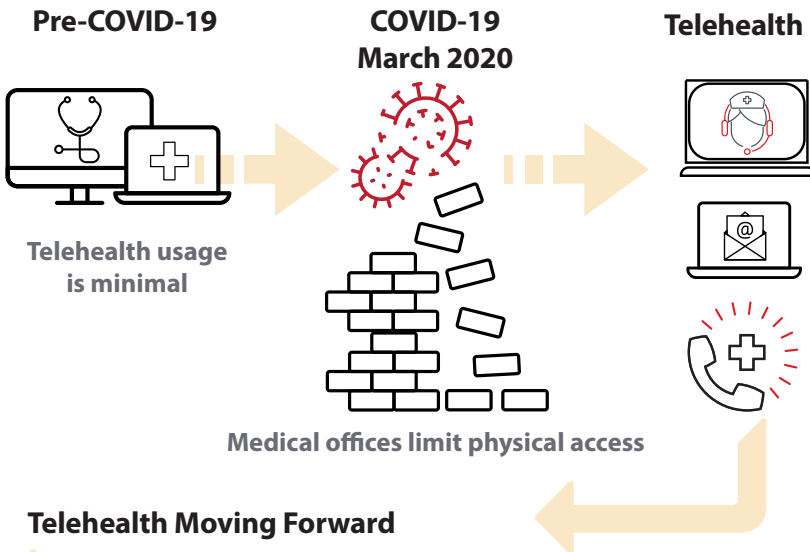 Pre-COVID-19
COVID-19
March 2020
Telehealth
Telehealth usage
is minimal
@
Medical offices limit physical access
Telehealth Moving Forward